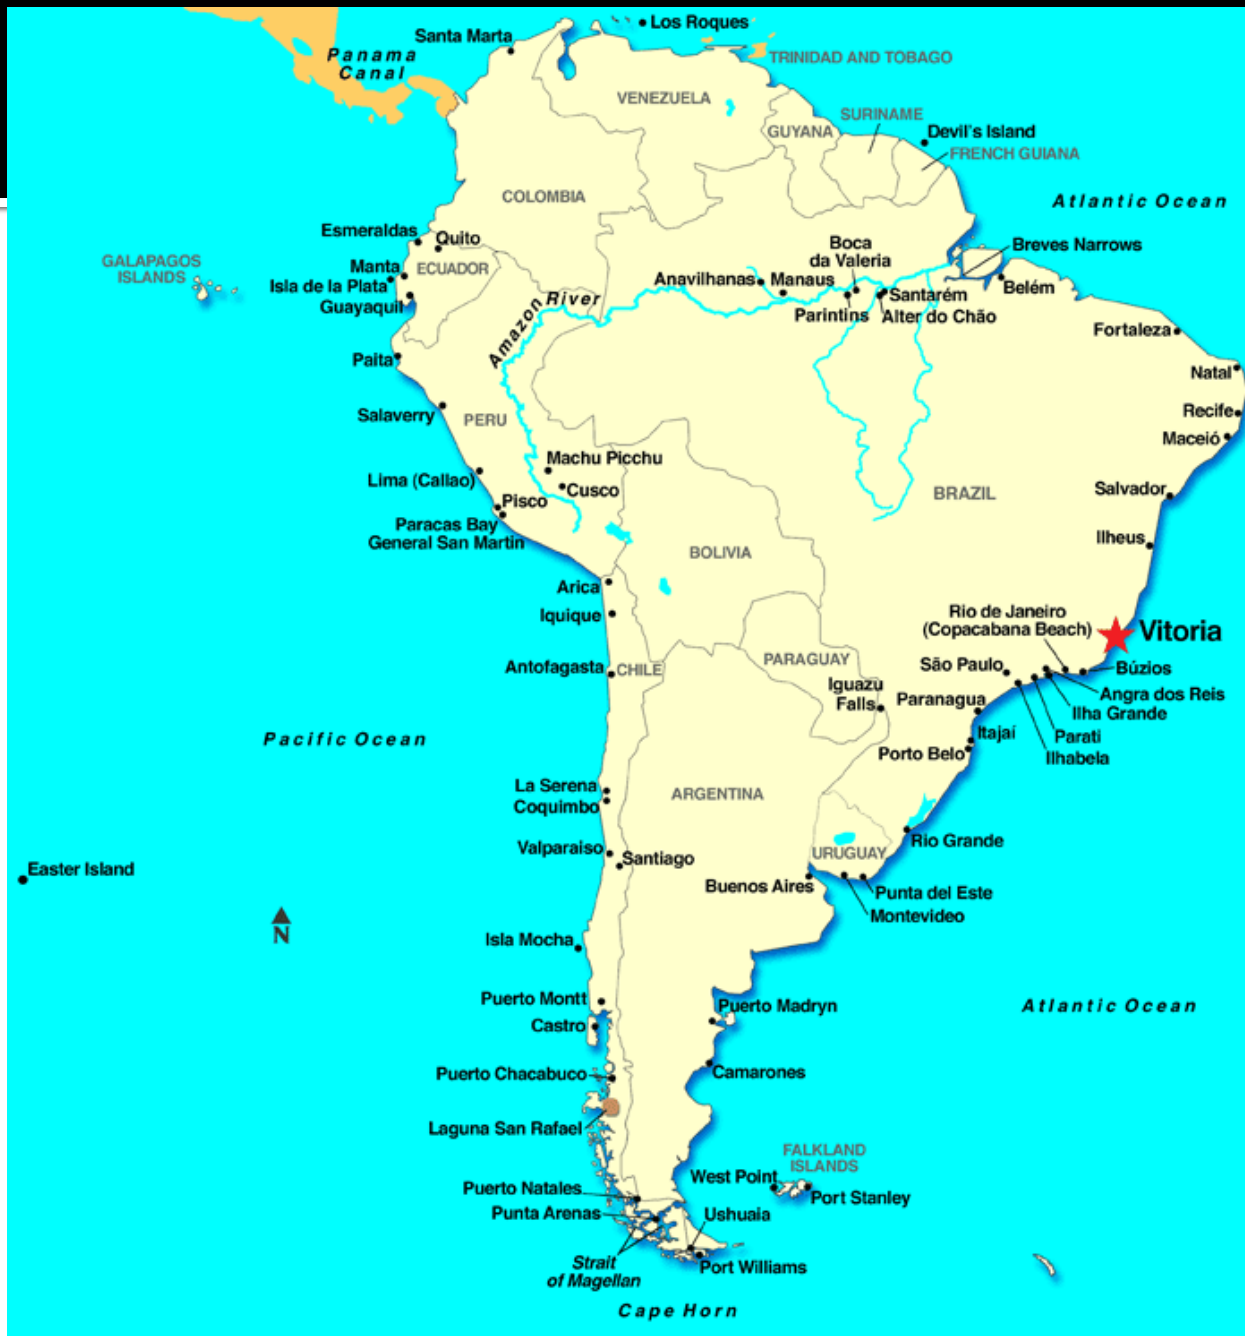 Los Roques
Santa Marta
Panama
Canal
TRINIDAD AND TOBAGO
VENEZUELA
SURINAME
GUYANA
Devil's Island
FRENCH GUIANA
COLOMBIA
Atlantic Ocean
Esmeraldas
Quito
Boca
da Valeria
Breves Narrows
GALAPAGOS
ISLANDS
Manta
ECUADOR
Isla de la Plata
Anavilhanas
Manaus
Belém
Guayaquil
Amazon River
Santarém
Parintins
Alter do Chão
Fortaleza
Paita
Natal
Salaverry
PERU
Recife
Maceió
Machu Picchu
Lima (Callao)
Cusco
Pisco
BRAZIL
Salvador
Paracas Bay
General San Martin
Ilheus
BOLIVIA
Arica
Iquique
Rio de Janeiro
(Copacabana Beach)
Vitoria
Antofagasta
CHILE
PARAGUAY
São Paulo
Búzios
Iguazu
Falls
Paranagua
Angra dos Reis
Ilha Grande
Pacific Ocean
Itajaí
Parati
Porto Belo
Ilhabela
La Serena
Coquimbo
ARGENTINA
Rio Grande
Valparaiso
Santiago
URUGUAY
Easter Island
Buenos Aires
Punta del Este
Montevideo
N
Isla Mocha
Puerto Montt
Puerto Madryn
Atlantic Ocean
Castro
Puerto Chacabuco
Camarones
Laguna San Rafael
FALKLAND
ISLANDS
West Point
Puerto Natales
Port Stanley
Punta Arenas
Ushuaia
Strait
of Magellan
Port Williams
Cape Horn